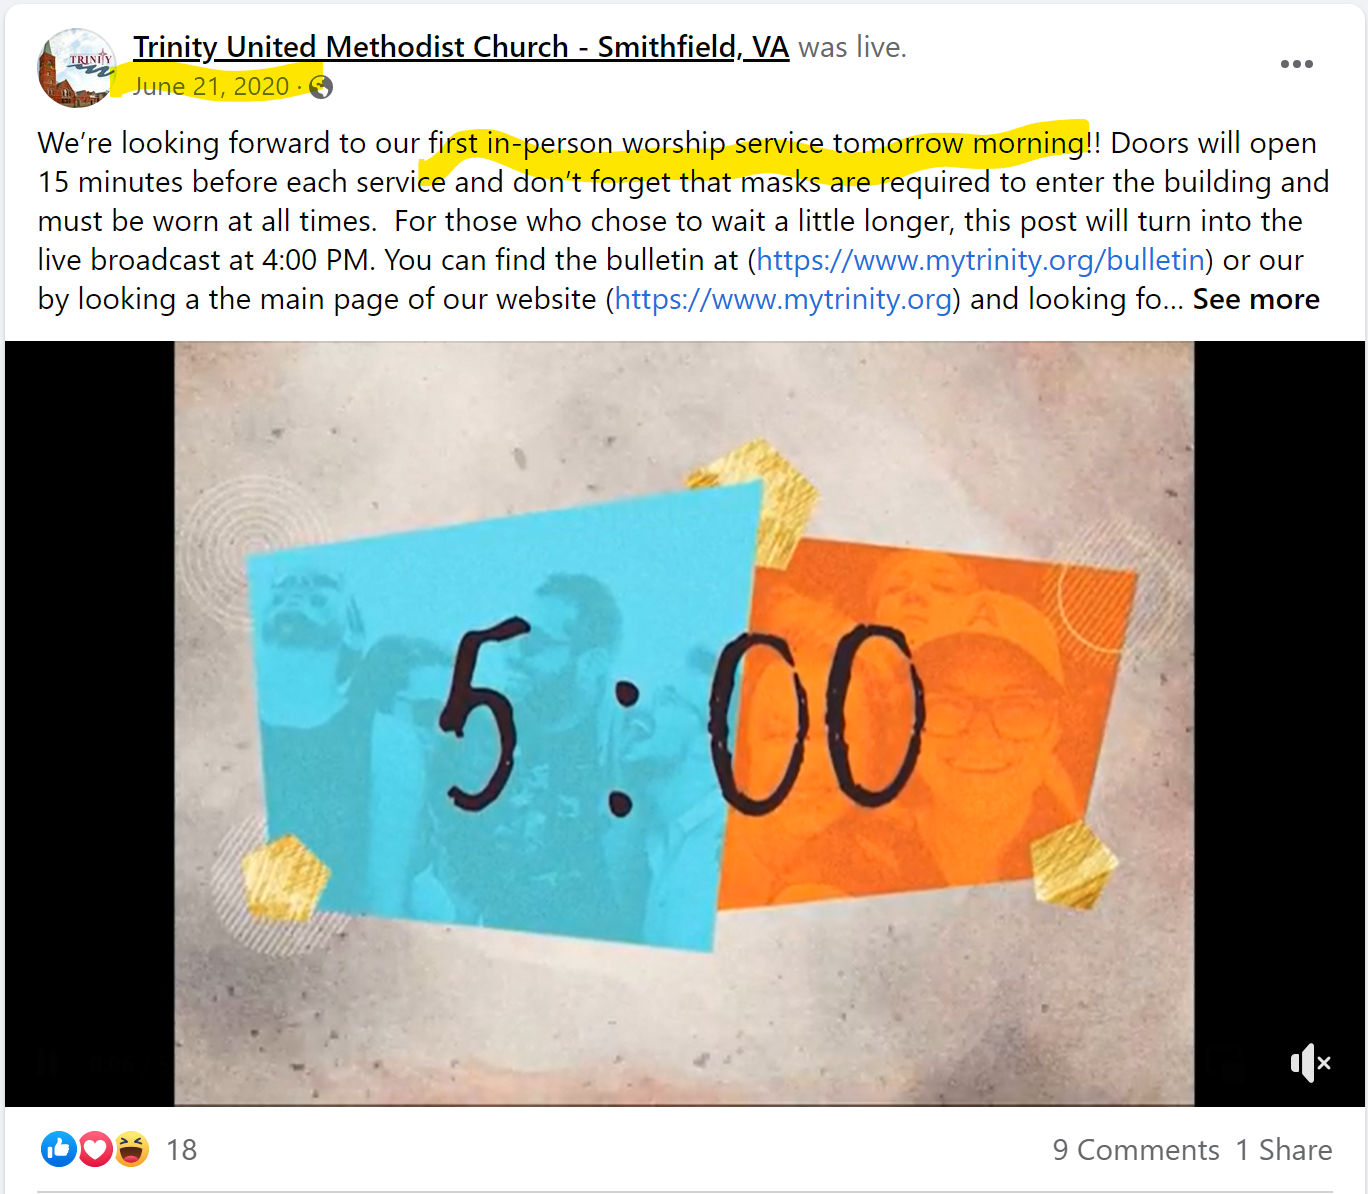 TRINITY
Trinity United Methodist Church - Smithfield, VA was live.
June 21, 2020 ·
We’re looking forward to our first in-person worship service tomorrow morning!! Doors will open
15 minutes before each service and don’t forget that masks are required to enter the building and
must be worn at all times.  For those who chose to wait a little longer, this post will turn into the
live broadcast at 4:00 PM. You can find the bulletin at (https://www.mytrinity.org/bulletin) or our
by looking a the main page of our website (https://www.mytrinity.org) and looking fo... See more
5:00
18
9 Comments 1 Share